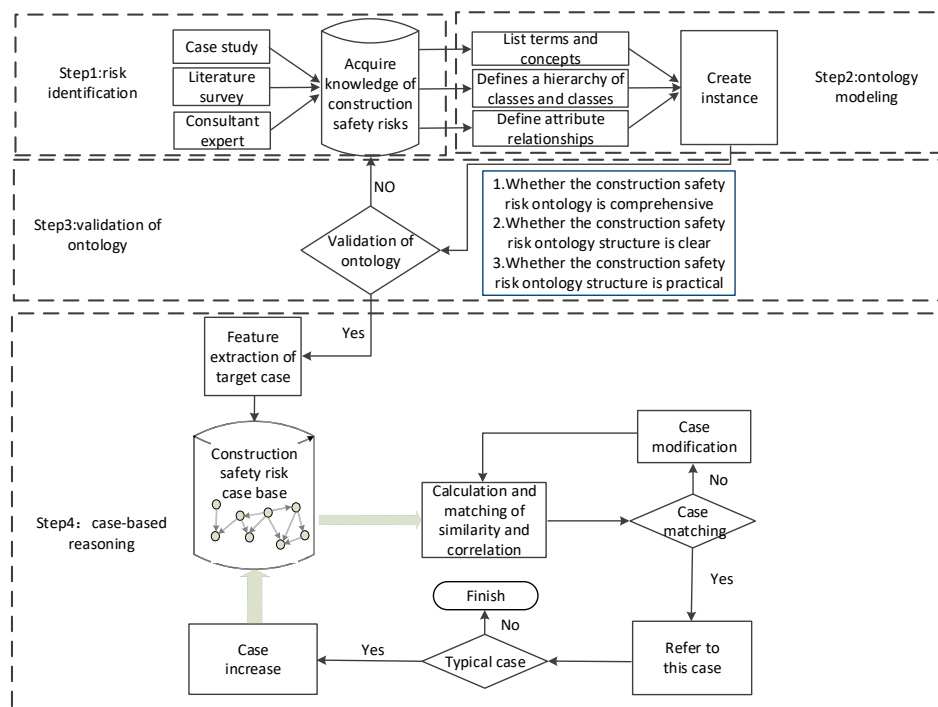 Step1:risk
identification
Case study
Literature
survey
Consultant
expert
Acquire
knowledge of
construction
safety risks
List terms and
concepts
Defines a hierarchy of
classes and classes
Define attribute
relationships
Create
instance
Step2:ontology
modeling
Step3:validation of
ontology
NO
Validation of
ontology
1.Whether the construction safety
risk ontology is comprehensive
2.Whether the construction safety
risk ontology structure is clear
3.Whether the construction safety
risk ontology structure is practical
Yes
Feature
extraction of
target case
Step4：case-based
reasoning
Construction
safety risk
case base
Calculation and
matching of
similarity and
correlation
Case
modification
No
Case
matching
Yes
Refer to
this case
Typical case
No
Finish
Yes
Case
increase